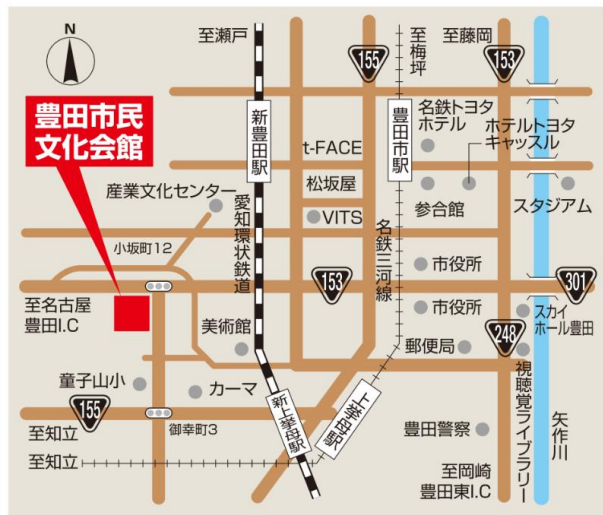 N
至瀬戸
155
至梅坪
至藤岡
153
豊田市民
文化会館
新豊田駅
豊田市駅
名鉄トヨタ
ホテル
ホテルトヨタ
キャッスル
t-FACE
産業文化センター
松坂屋
参合館
スタジアム
VITS
愛知環状鉄道
名鉄三河線
小坂町12
市役所
153
301
至名古屋
豊田I.C
市役所
スカイ
ホール豊田
248
美術館
郵便局
視聴覚ライブラリー
童子山小
カーマ
新上挙母駅
上挙母駅
155
御幸町3
豊田警察
矢作川
至知立
至知立
至岡崎
豊田東I.C